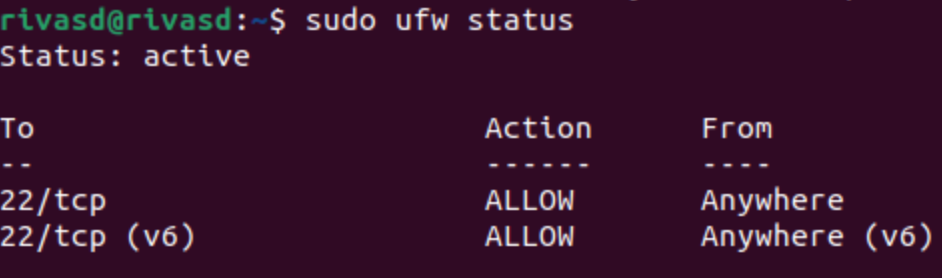 rivasd@rivasd:~$ sudo ufw status
Status: active
To Action From
-- ------ ----
22/tcp ALLOW Anywhere
22/tcp (v6) ALLOW Anywhere (v6)